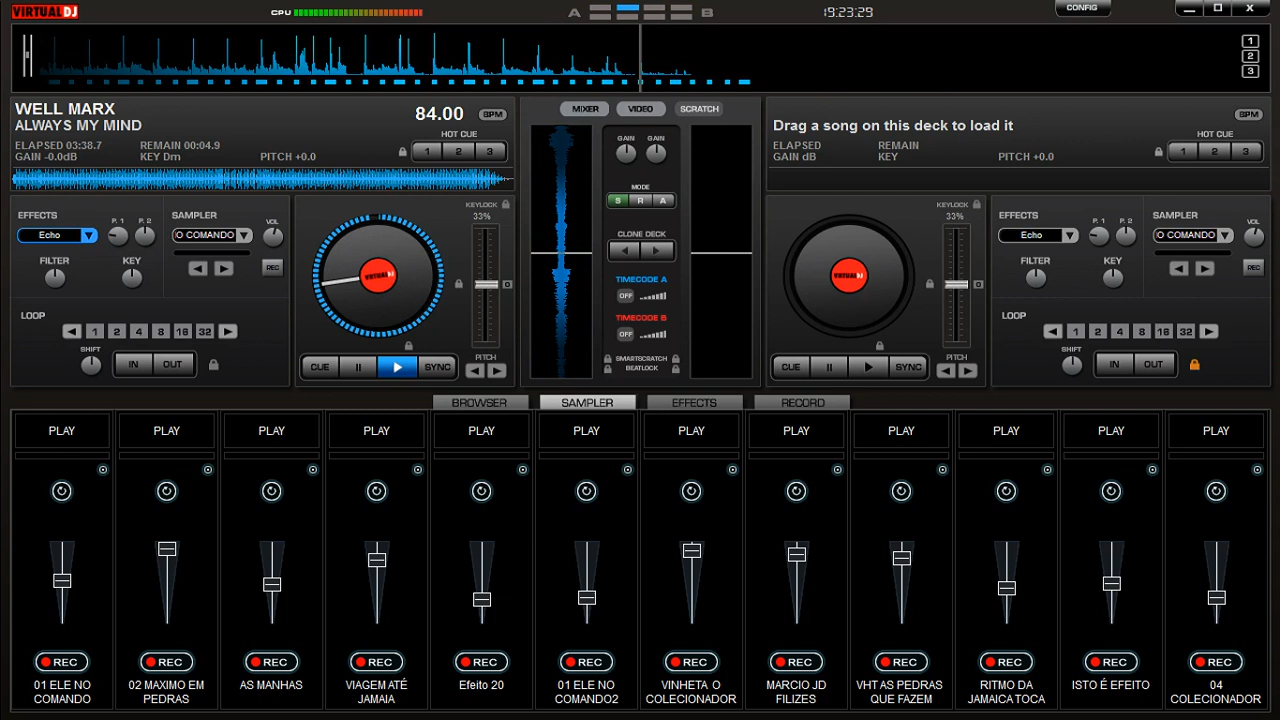 VIRTUAL DJ
CPU
A
B
19:23:29
CONFIG
1
2
3
WELL MARX
ALWAYS MY MIND
84.00
BPM
ELAPSED 03:38.7
REMAIN 00:04.9
HOT CUE
GAIN -0.0dB
KEY Dm
PITCH +0.0
1 2 3
MIXER
VIDEO
SCRATCH
GAIN
GAIN
MODE
S R A
CLONE DECK
TIMECODE A
OFF
TIMECODE B
OFF
SMARTSCRATCH
BEATLOCK
Drag a song on this deck to load it
BPM
ELAPSED
REMAIN
HOT CUE
GAIN dB
KEY
PITCH +0.0
1 2 3
EFFECTS
P. 1
P. 2
SAMPLER
VOL
Echo
O COMANDO
FILTER
KEY
REC
LOOP
1 2 4 8 16 32
SHIFT
IN
OUT
VIRTUAL DJ
KEYLOCK
33%
CUE
SYNC
PITCH
VIRTUAL DJ
KEYLOCK
33%
CUE
SYNC
PITCH
EFFECTS
P. 1
P. 2
SAMPLER
VOL
Echo
O COMANDO
FILTER
KEY
REC
LOOP
1 2 4 8 16 32
SHIFT
IN
OUT
BROWSER
SAMPLER
EFFECTS
RECORD
PLAY PLAY PLAY PLAY PLAY PLAY PLAY PLAY PLAY PLAY PLAY PLAY
REC REC REC REC REC REC REC REC REC REC REC REC
01 ELE NO
COMANDO
02 MAXIMO EM
PEDRAS
AS MANHAS
VIAGEM ATÉ
JAMAIA
Efeito 20
01 ELE NO
COMANDO2
VINHETA O
COLECIONADOR
MARCIO JD
FILIZES
VHT AS PEDRAS
QUE FAZEM
RITMO DA
JAMAICA TOCA
ISTO É EFEITO
04
COLECIONADOR